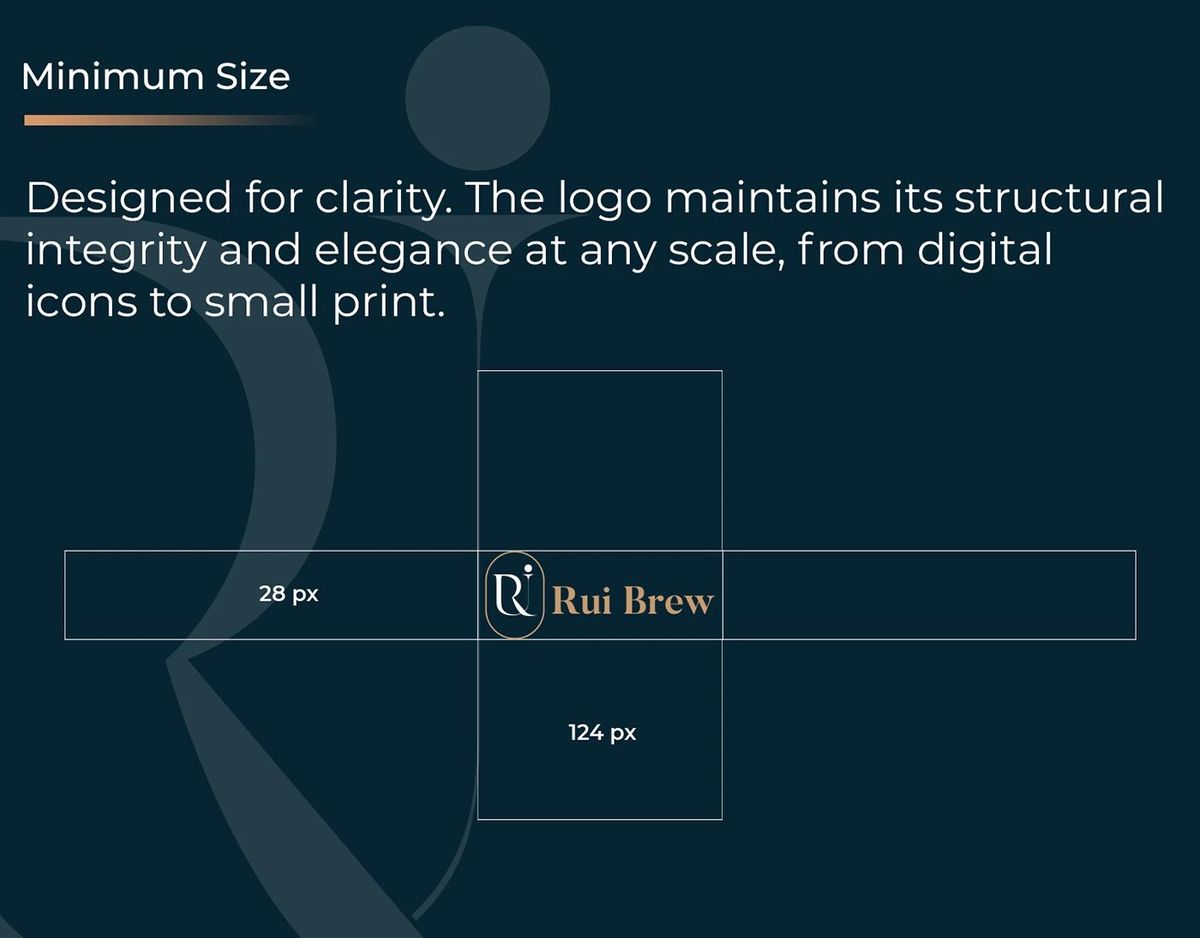 Minimum Size
Designed for clarity. The logo maintains its structural
integrity and elegance at any scale, from digital
icons to small print.
28 px
Ri Rui Brew
124 px